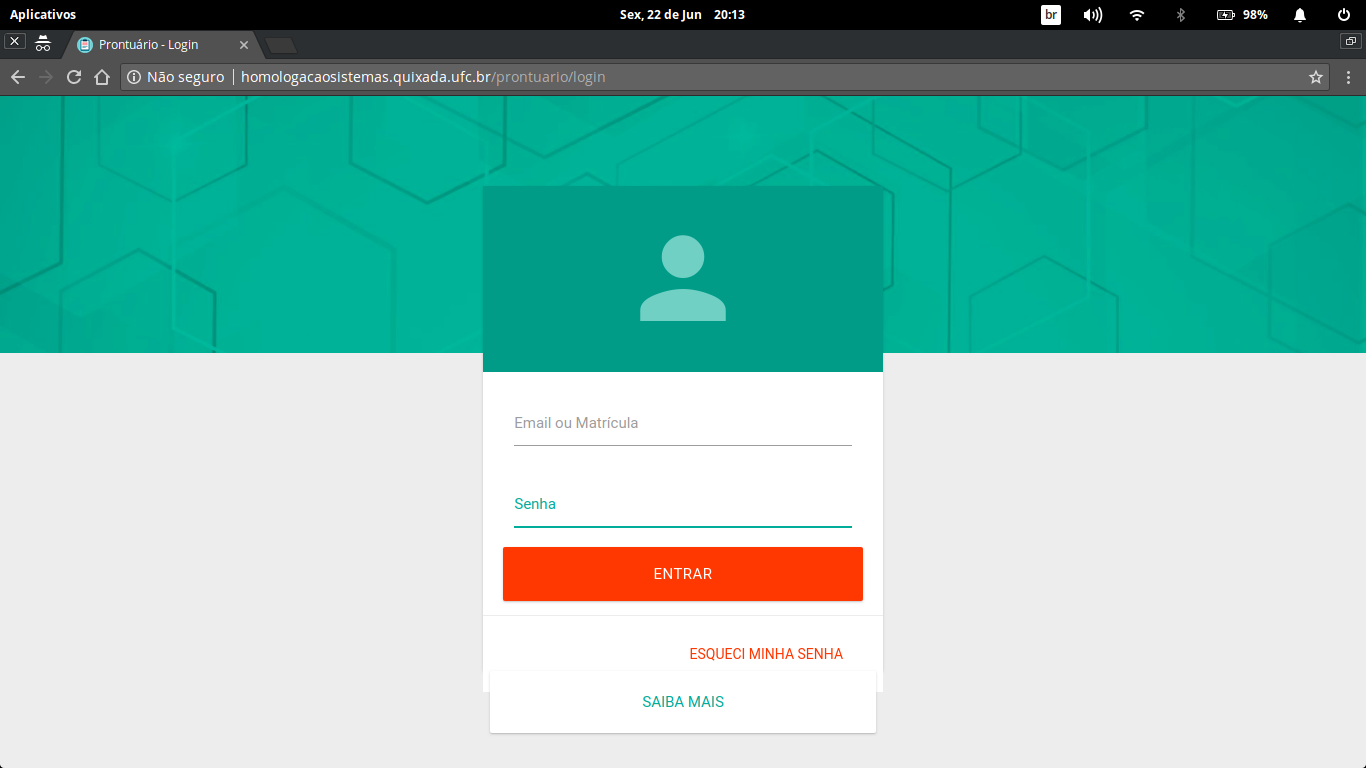 Aplicativos
Sex, 22 de Jun 20:13
br
98%
Prontuário - Login
Não seguro
homologacaosistemas.quixada.ufc.br/prontuario/login
Email ou Matrícula
Senha
ENTRAR
ESQUECI MINHA SENHA
SAIBA MAIS